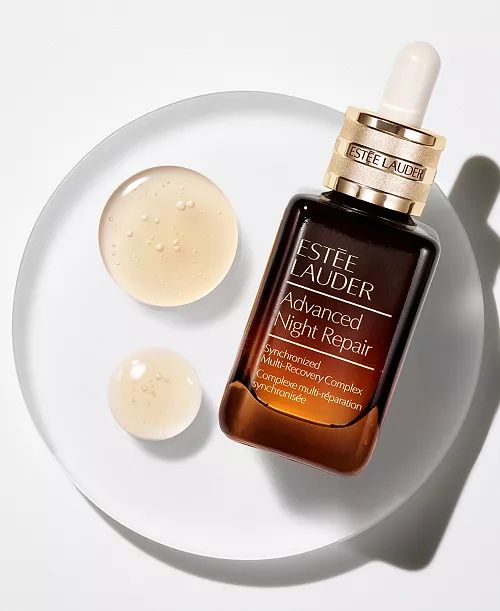 ESTĒE LAUDER
ESTĒE
LAUDER
Advanced
Night Repair
Synchronized
Multi-Recovery Complex
Complexe multi-réparation
synchronisée